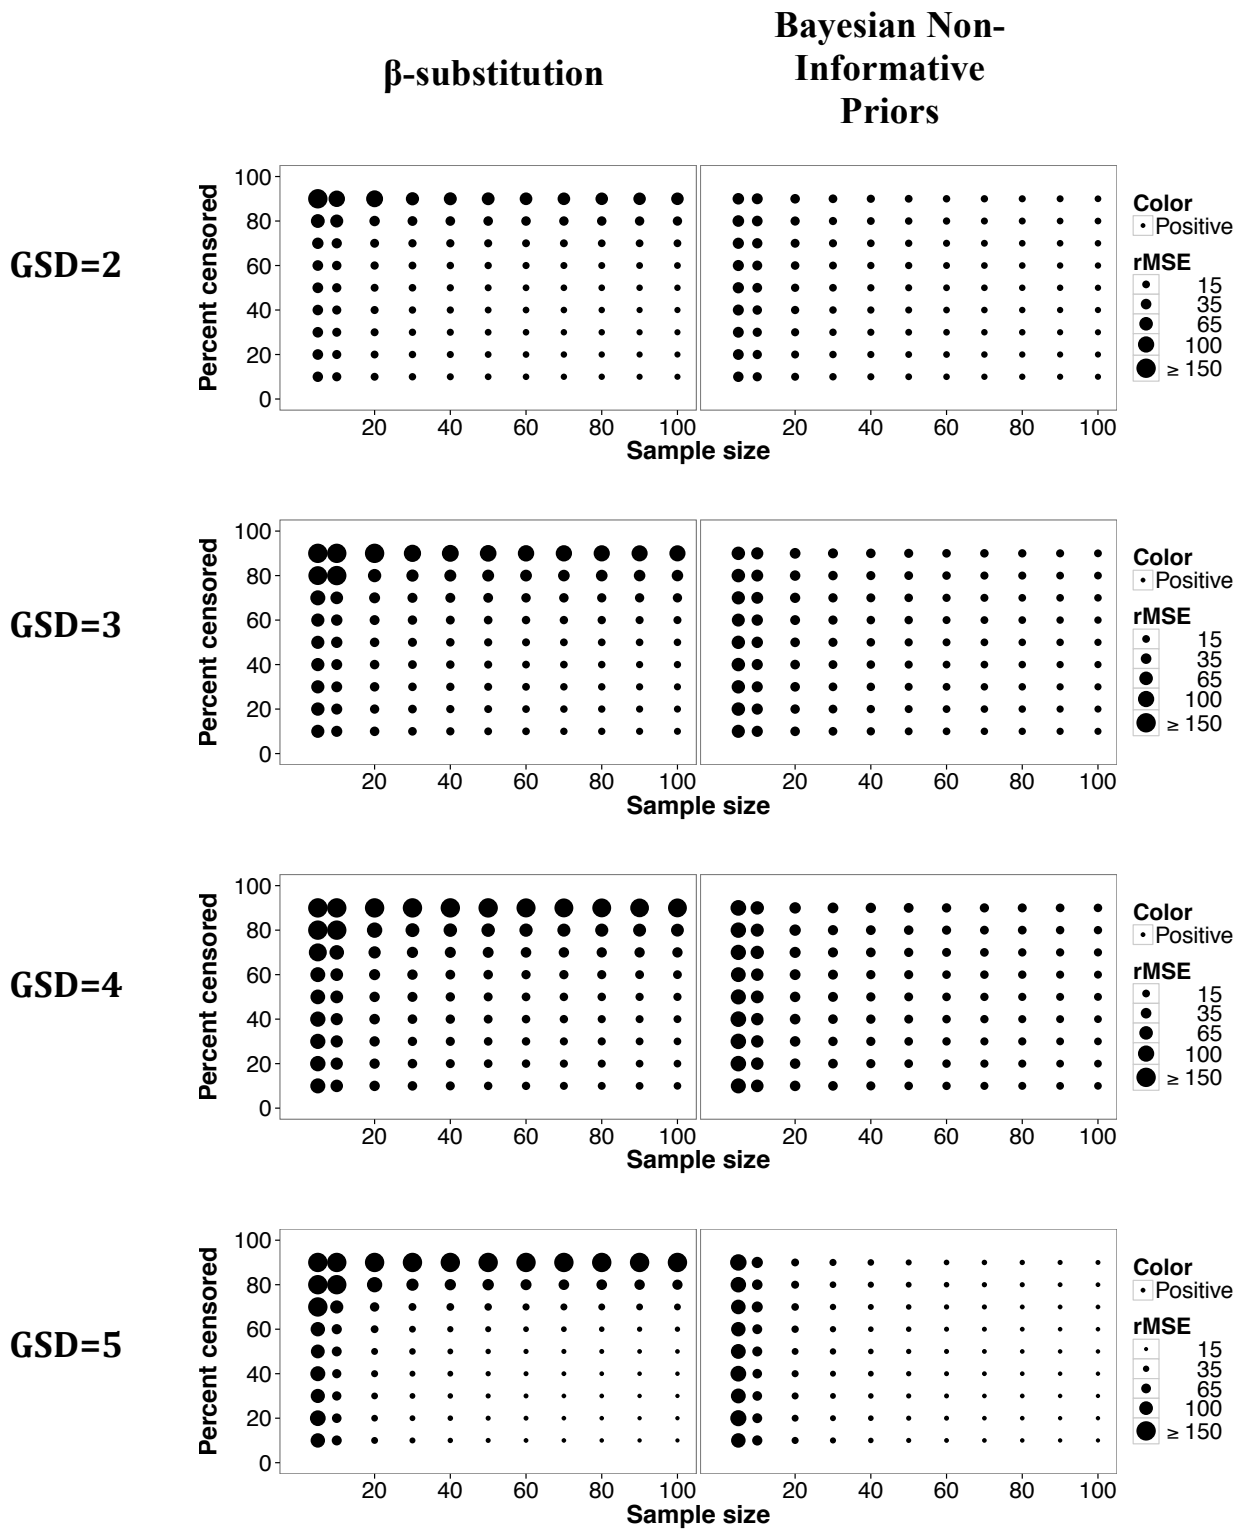 β-substitution
Bayesian Non-
Informative
Priors
GSD=2
Percent censored
100
80
60
40
20
0
20 40 60 80 100 20 40 60 80 100
Sample size
Color
Positive
rMSE
15
35
65
100
≥ 150
GSD=3
Percent censored
100
80
60
40
20
0
20 40 60 80 100 20 40 60 80 100
Sample size
Color
Positive
rMSE
15
35
65
100
≥ 150
GSD=4
Percent censored
100
80
60
40
20
0
20 40 60 80 100 20 40 60 80 100
Sample size
Color
Positive
rMSE
15
35
65
100
≥ 150
GSD=5
Percent censored
100
80
60
40
20
0
20 40 60 80 100 20 40 60 80 100
Sample size
Color
Positive
rMSE
15
35
65
100
≥ 150